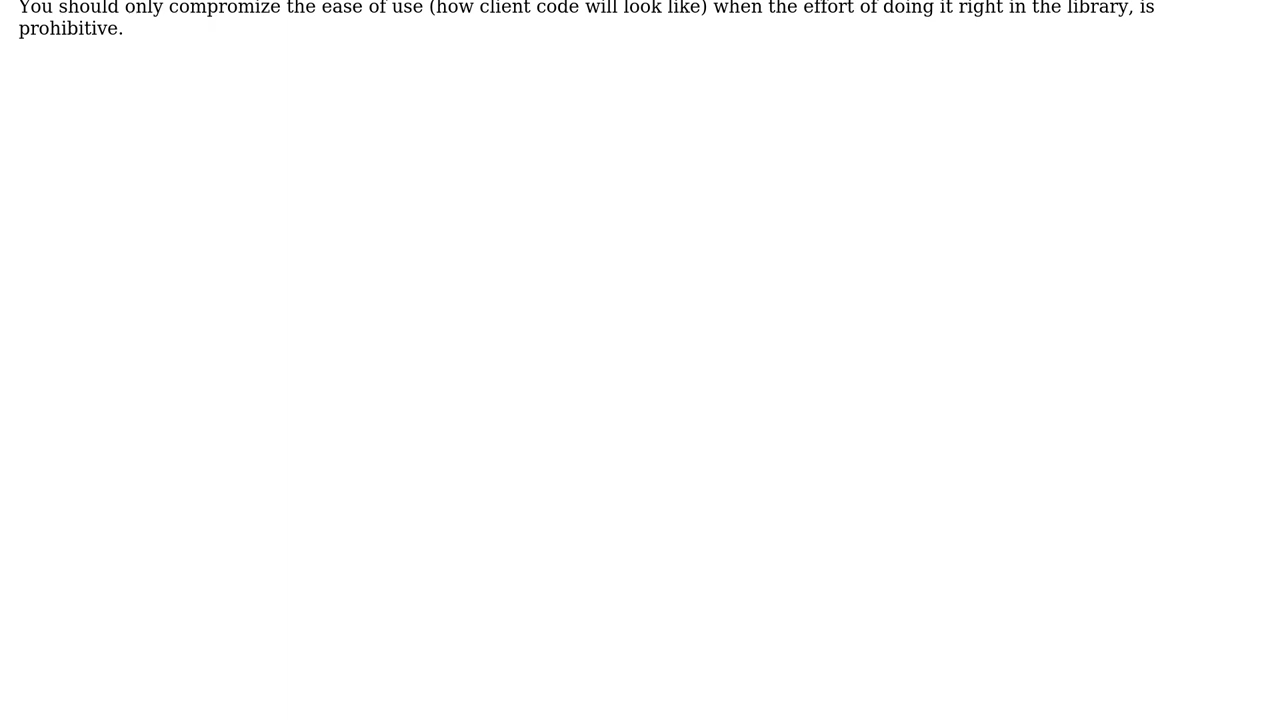 You should only compromize the ease of use (how client code will look like) when the effort of doing it right in the library, is
prohibitive.